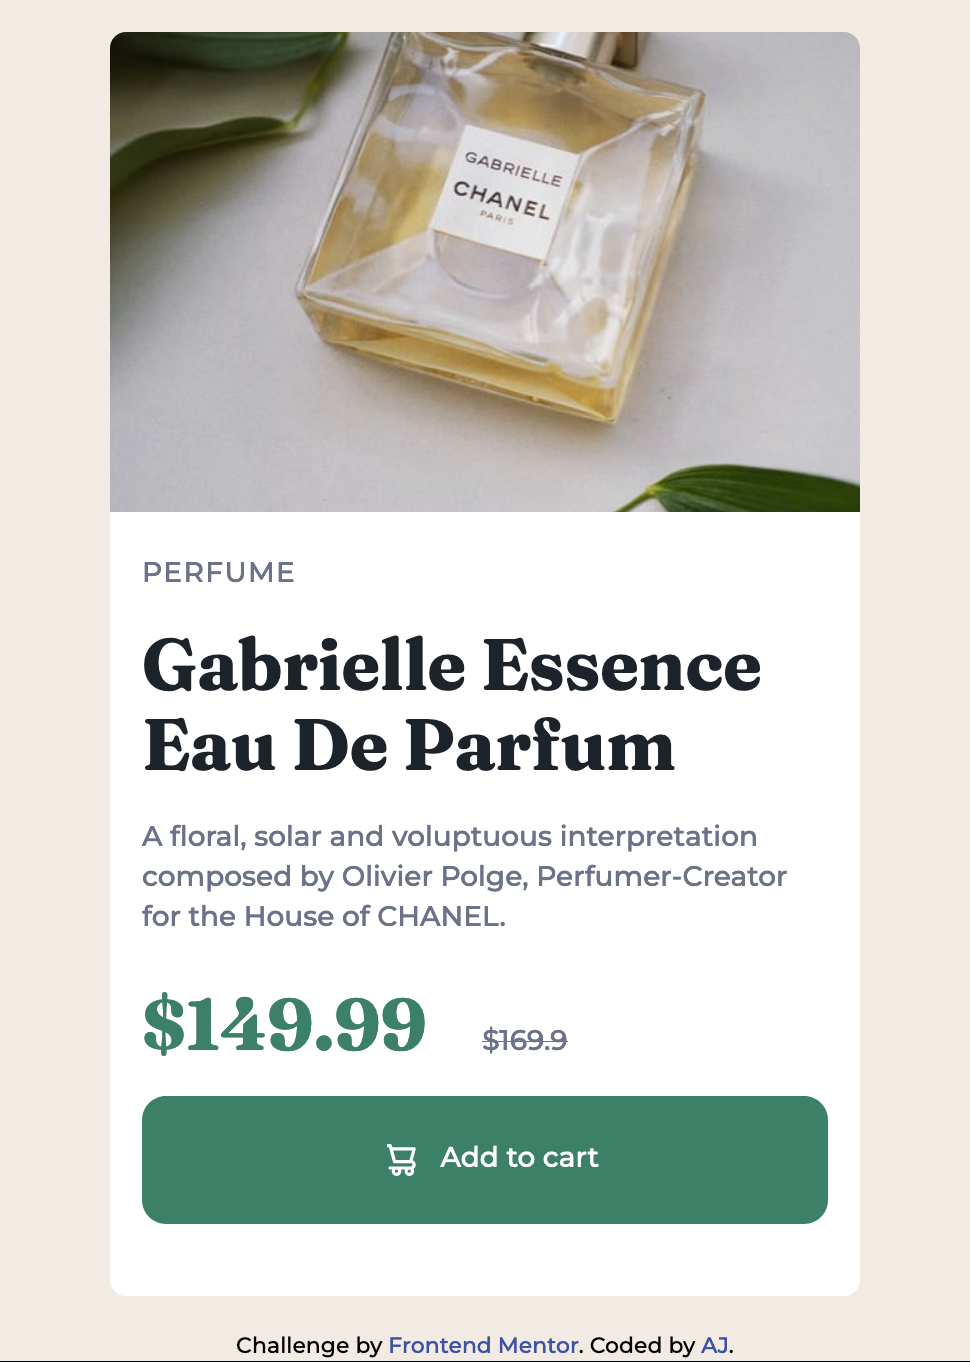 GABRIELLE
CHANEL
PARIS
PERFUME
Gabrielle Essence
Eau De Parfum
A floral, solar and voluptuous interpretation
composed by Olivier Polge, Perfumer-Creator
for the House of CHANEL.
$149.99 $169.9
Add to cart
Challenge by Frontend Mentor. Coded by AJ.